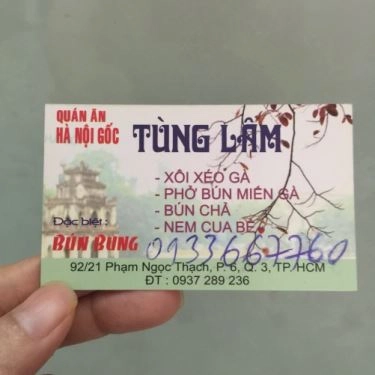 QUÁN ĂN
HÀ NỘI GỐC
TÙNG LÂM
- XÔI XÉO GÀ
- PHỞ BÚN MIẾN GÀ
- BÚN CHẢ
- NEM CUA BỂ
Đặc biệt :
BÚN BUNG
0933667760
92/21 Phạm Ngọc Thạch, P. 6, Q. 3, TP. HCM
ĐT : 0937 289 236